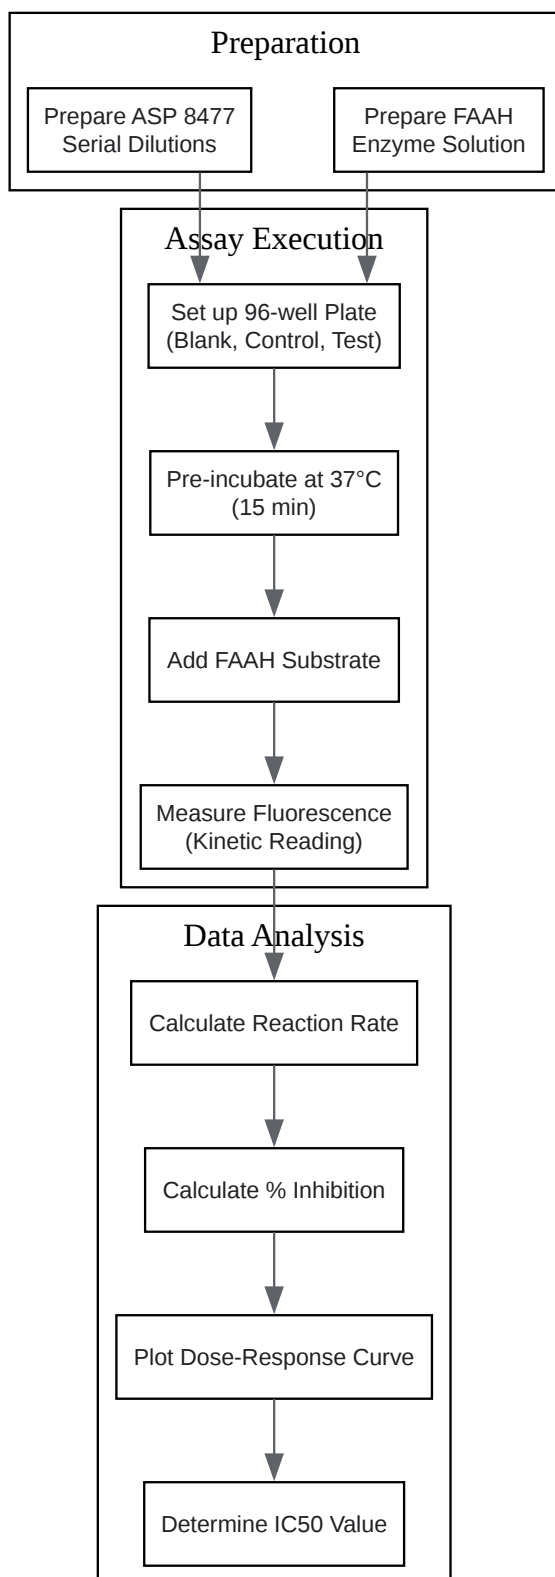 Preparation
Prepare ASP 8477
Serial Dilutions
Prepare FAAH
Enzyme Solution
Assay Execution
Set up 96-well Plate
(Blank, Control, Test)
Pre-incubate at 37°C
(15 min)
Add FAAH Substrate
Measure Fluorescence
(Kinetic Reading)
Data Analysis
Calculate Reaction Rate
Calculate % Inhibition
Plot Dose-Response Curve
Determine IC50 Value